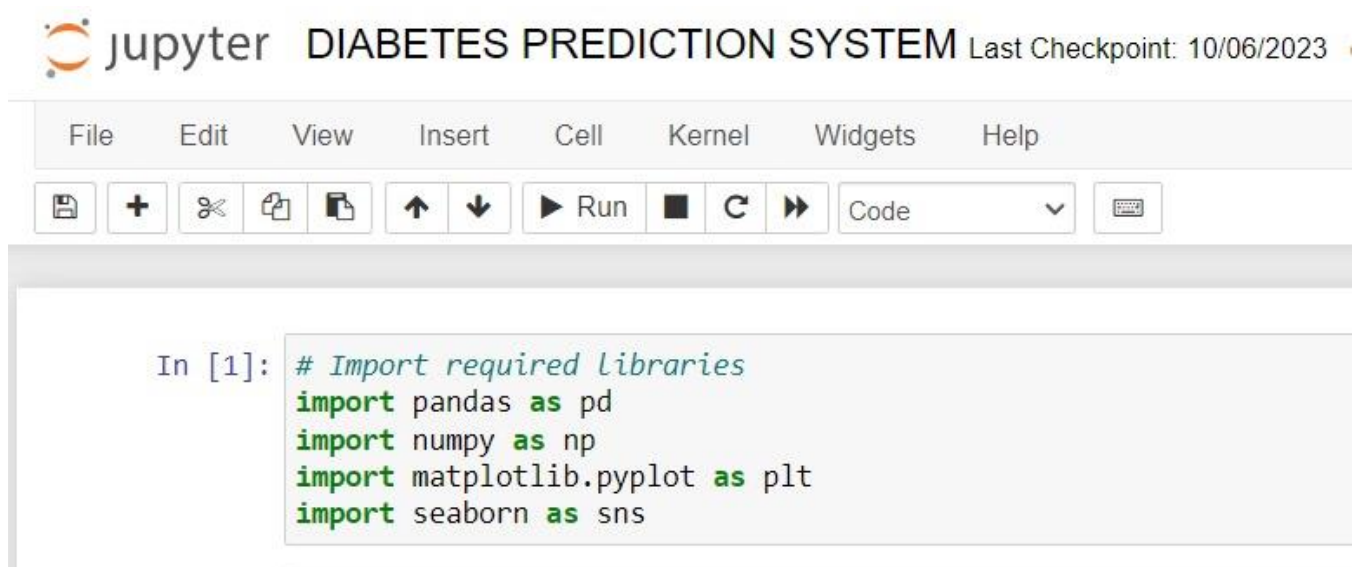 jupyter DIABETES PREDICTION SYSTEM Last Checkpoint: 10/06/2023
File Edit View Insert Cell Kernel Widgets Help
Run Code
In [1]: # Import required libraries
import pandas as pd
import numpy as np
import matplotlib.pyplot as plt
import seaborn as sns